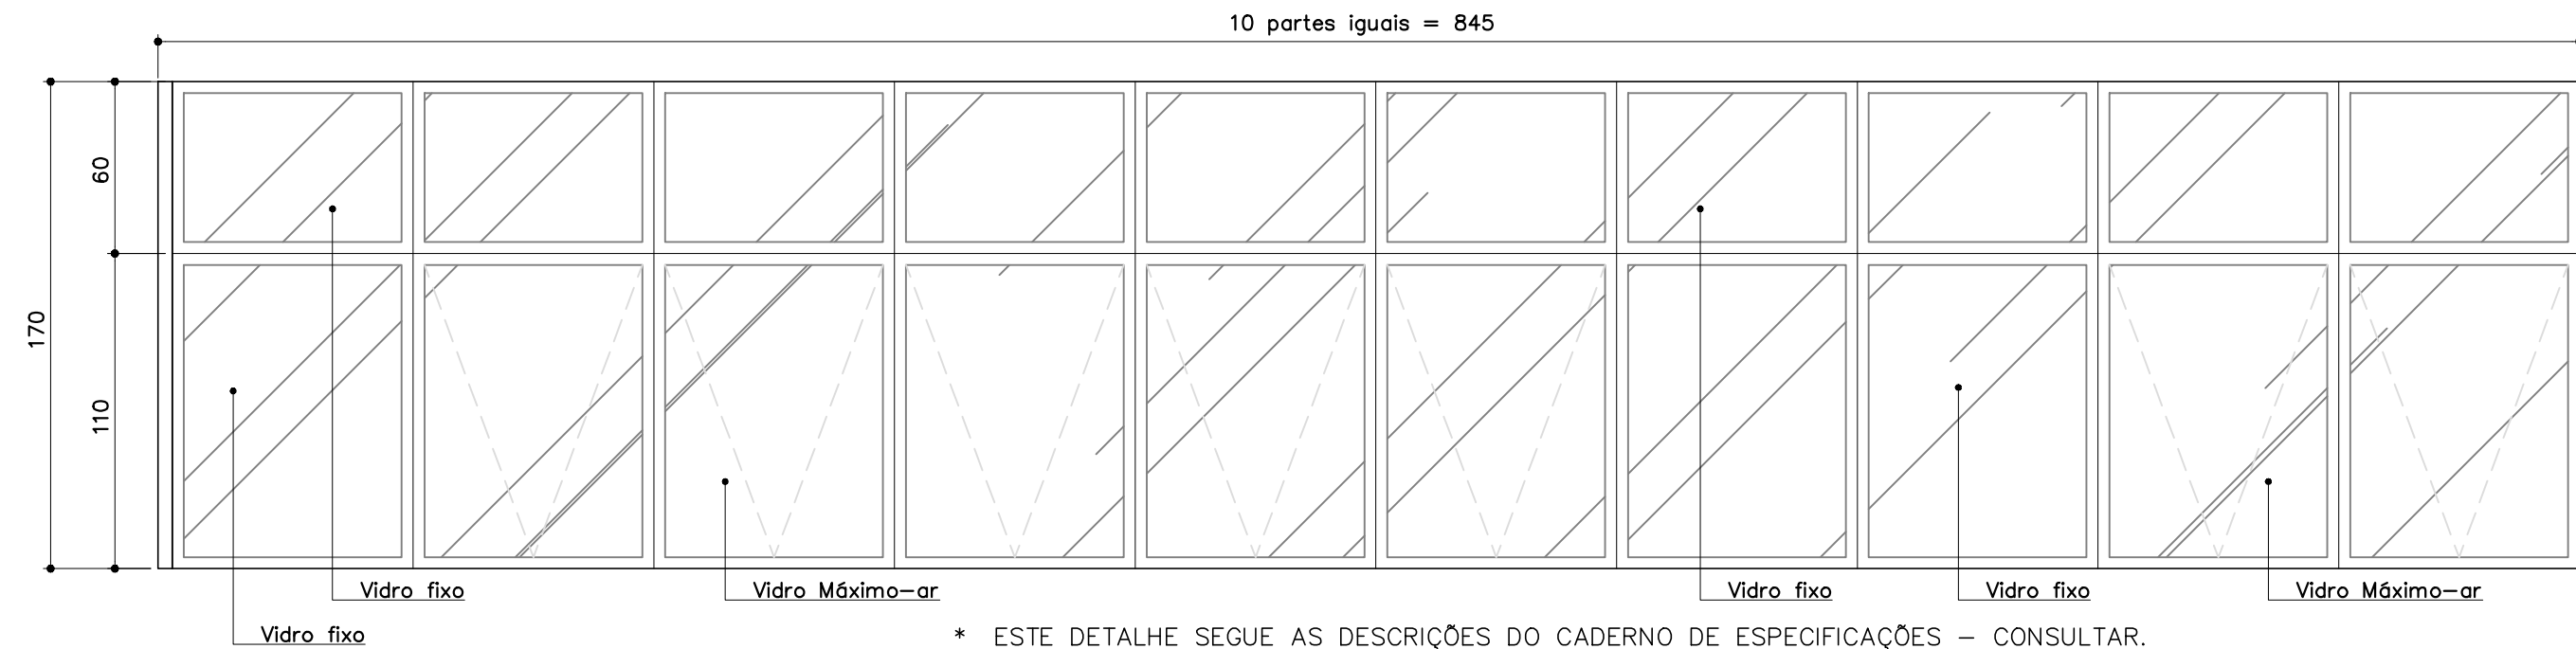 10 partes iguais = 845
60
170
110
Vidro fixo
Vidro Máximo-ar
Vidro fixo
Vidro fixo
Vidro Máximo-ar
Vidro fixo
* ESTE DETALHE SEGUE AS DESCRIÇÕES DO CADERNO DE ESPECIFICAÇÕES – CONSULTAR.